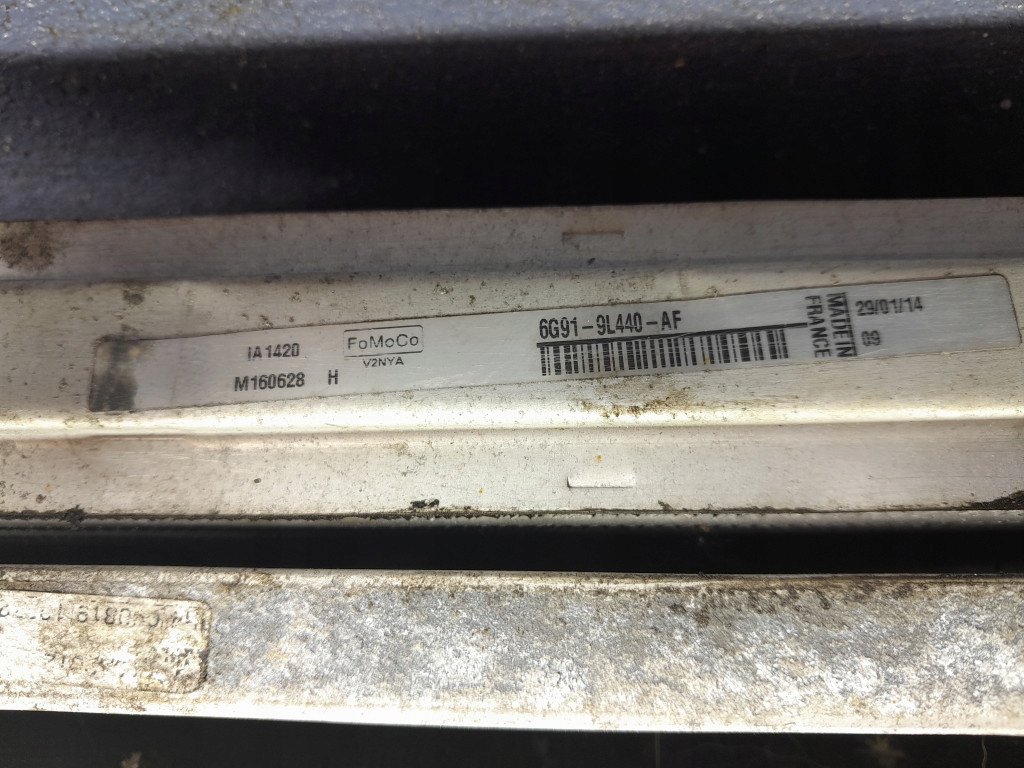 IA1420
M160628 H
FoMoCo
V2NYA
6G91-9L440-AF
MADE IN
FRANCE
29/01/14
09